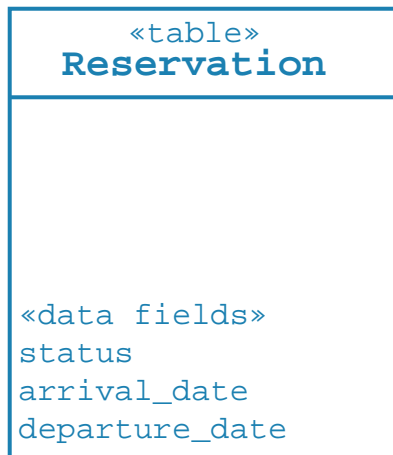 «table»
Reservation
«data fields»
status
arrival_date
departure_date